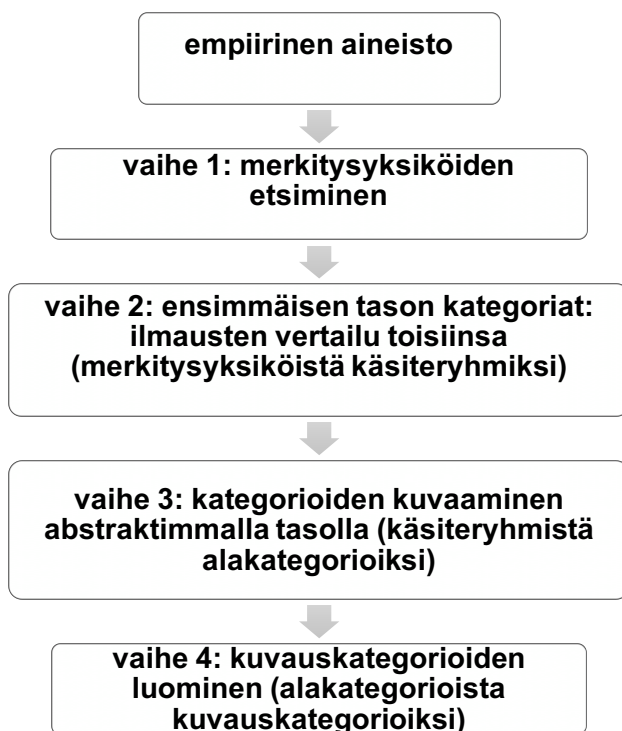 empiirinen aineisto
vaihe 1: merkitysyksiköiden
etsiminen
vaihe 2: ensimmäisen tason kategoriat:
ilmausten vertailu toisiinsa
(merkitysyksiköistä käsiteryhmiksi)
vaihe 3: kategorioiden kuvaaminen
abstraktimmalla tasolla (käsiteryhmistä
alakategorioiksi)
vaihe 4: kuvauskategorioiden
luominen (alakategorioista
kuvauskategorioiksi)